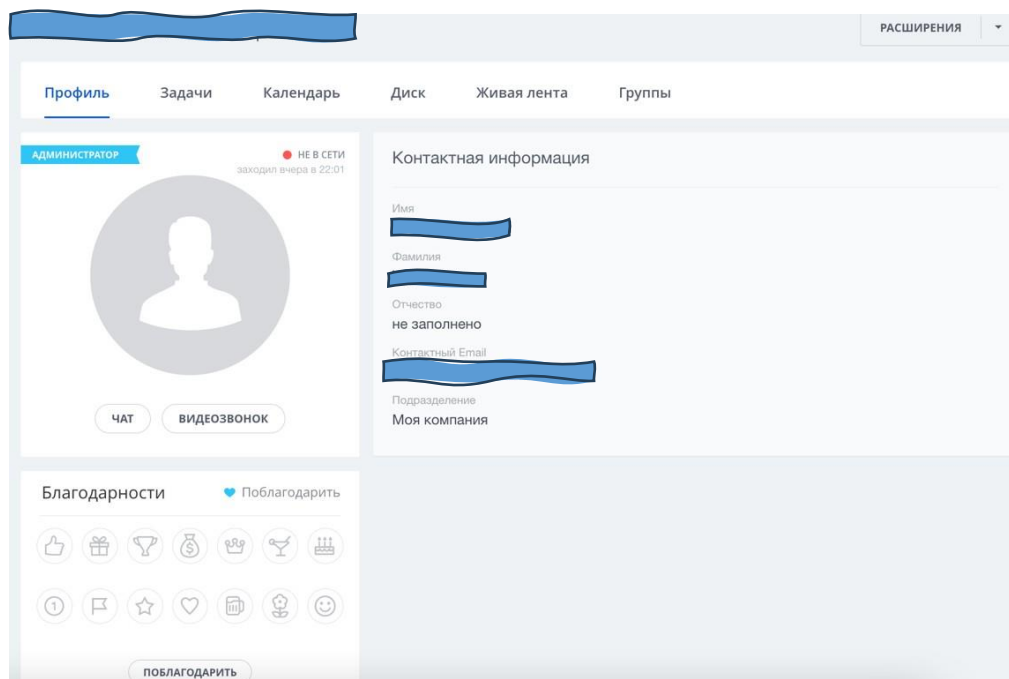 РАСШИРЕНИЯ
Профиль Задачи Календарь Диск Живая лента Группы
АДМИНИСТРАТОР
НЕ В СЕТИ
заходил вчера в 22:01
ЧАТ ВИДЕОЗВОНОК
Контактная информация
Имя
Фамилия
Отчество
не заполнено
Контактный Email
Подразделение
Моя компания
Благодарности Поблагодарить
1
ПОБЛАГОДАРИТЬ